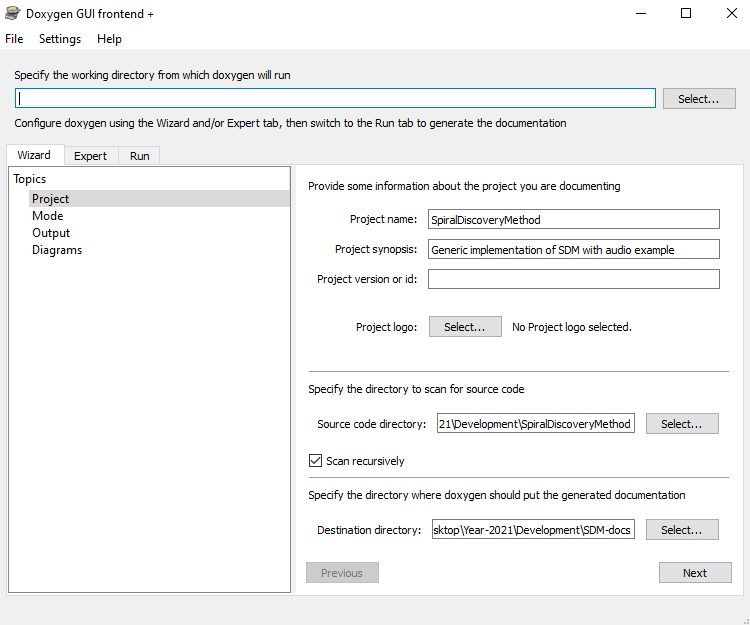 Doxygen GUI frontend +
File Settings Help
Specify the working directory from which doxygen will run
Select...
Configure doxygen using the Wizard and/or Expert tab, then switch to the Run tab to generate the documentation
Wizard Expert Run
Topics
Project
Mode
Output
Diagrams
Provide some information about the project you are documenting
Project name: SpiralDiscoveryMethod
Project synopsis: Generic implementation of SDM with audio example
Project version or id:
Project logo: Select... No Project logo selected.
Specify the directory to scan for source code
Source code directory: 21\Development\SpiralDiscoveryMethod Select...
Scan recursively
Specify the directory where doxygen should put the generated documentation
Destination directory: sktop\Year-2021\Development\SDM-docs Select...
Previous Next